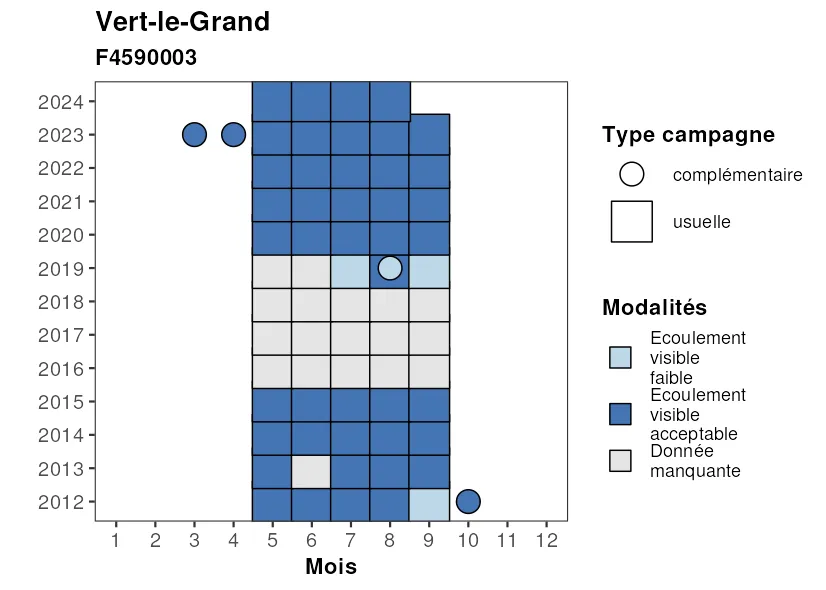 Vert-le-Grand
F4590003
2024
2023
2022
2021
2020
2019
2018
2017
2016
2015
2014
2013
2012
1 2 3 4 5 6 7 8 9 10 11 12
Mois
Type campagne
complémentaire
usuelle
Modalités
Ecoulement
visible
faible
Ecoulement
visible
acceptable
Donnée
manquante